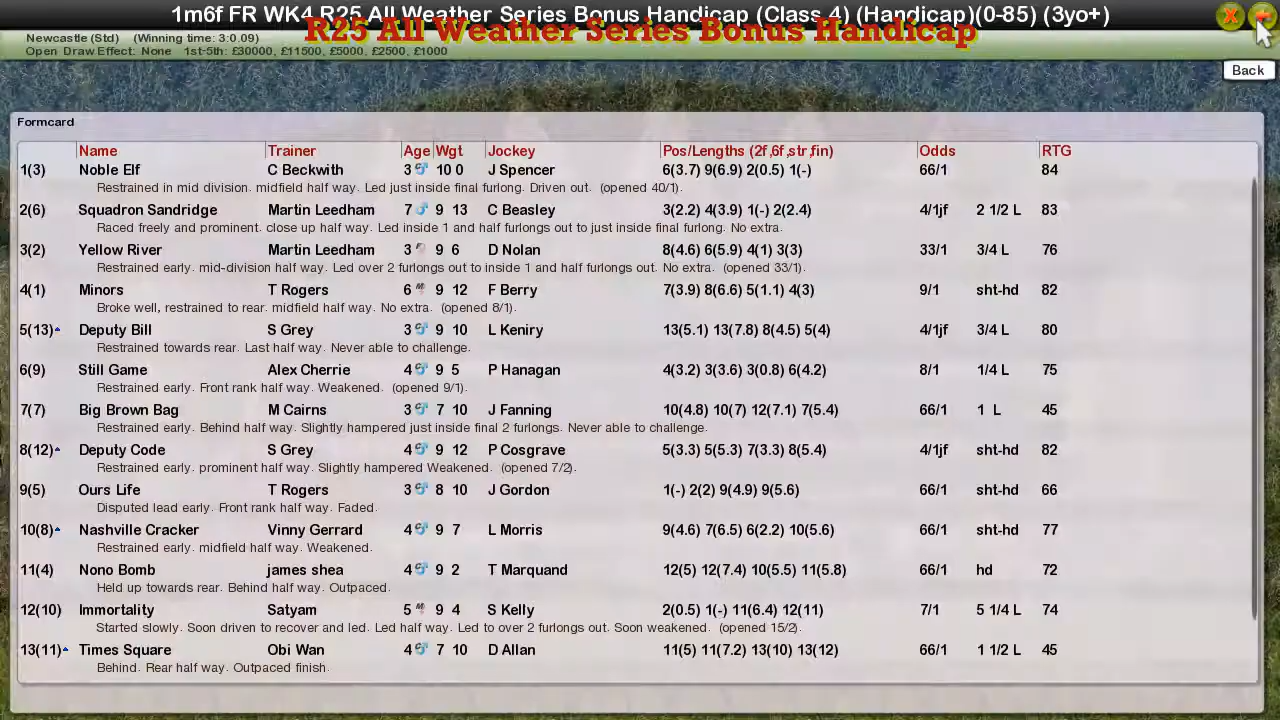 1m6f FR WK4 R25 All Weather Series Bonus Handicap (Class 4) (Handicap)(0-85) (3yo+)
R25 All Weather Series Bonus Handicap
Newcastle (Std) (Winning time: 3:0.09)
Open Draw Effect: None 1st-5th: £30000, £11500, £5000, £2500, £1000
Back
Formcard
Name Trainer Age Wgt Jockey Pos/Lengths (2f,6f,str,fin) Odds RTG
1(3) Noble Elf C Beckwith 3 10 0 J Spencer 6(3.7) 9(6.9) 2(0.5) 1(-) 66/1 84
Restrained in mid division. midfield half way. Led just inside final furlong. Driven out. (opened 40/1).
2(6) Squadron Sandridge Martin Leedham 7 9 13 C Beasley 3(2.2) 4(3.9) 1(-) 2(2.4) 4/1jf 2 1/2 L 83
Raced freely and prominent. close up half way. Led inside 1 and half furlongs out to just inside final furlong. No extra.
3(2) Yellow River Martin Leedham 3 9 6 D Nolan 8(4.6) 6(5.9) 4(1) 3(3) 33/1 3/4 L 76
Restrained early. mid-division half way. Led over 2 furlongs out to inside 1 and half furlongs out. No extra. (opened 33/1).
4(1) Minors T Rogers 6 9 12 F Berry 7(3.9) 8(6.6) 5(1.1) 4(3) 9/1 sht-hd 82
Broke well, restrained to rear. midfield half way. No extra. (opened 8/1).
5(13) Deputy Bill S Grey 3 9 10 L Keniry 13(5.1) 13(7.8) 8(4.5) 5(4) 4/1jf 3/4 L 80
Restrained towards rear. Last half way. Never able to challenge.
6(9) Still Game Alex Cherrie 4 9 5 P Hanagan 4(3.2) 3(3.6) 3(0.8) 6(4.2) 8/1 1/4 L 75
Restrained early. Front rank half way. Weakened. (opened 9/1).
7(7) Big Brown Bag M Cairns 3 7 10 J Fanning 10(4.8) 10(7) 12(7.1) 7(5.4) 66/1 1 L 45
Restrained early. Behind half way. Slightly hampered just inside final 2 furlongs. Never able to challenge.
8(12) Deputy Code S Grey 4 9 12 P Cosgrave 5(3.3) 5(5.3) 7(3.3) 8(5.4) 4/1jf sht-hd 82
Restrained early. prominent half way. Slightly hampered Weakened. (opened 7/2).
9(5) Ours Life T Rogers 3 8 10 J Gordon 1(-) 2(2) 9(4.9) 9(5.6) 66/1 sht-hd 66
Disputed lead early. Front rank half way. Faded.
10(8) Nashville Cracker Vinny Gerrard 4 9 7 L Morris 9(4.6) 7(6.5) 6(2.2) 10(5.6) 66/1 sht-hd 77
Restrained early. midfield half way. Weakened.
11(4) Nono Bomb james shea 4 9 2 T Marquand 12(5) 12(7.4) 10(5.5) 11(5.8) 66/1 hd 72
Held up towards rear. Behind half way. Outpaced.
12(10) Immortality Satyam 5 9 4 S Kelly 2(0.5) 1(-) 11(6.4) 12(11) 7/1 5 1/4 L 74
Started slowly. Soon driven to recover and led. Led half way. Led to over 2 furlongs out. Soon weakened. (opened 15/2).
13(11) Times Square Obi Wan 4 7 10 D Allan 11(5) 11(7.2) 13(10) 13(12) 66/1 1 1/2 L 45
Behind. Rear half way. Outpaced finish.